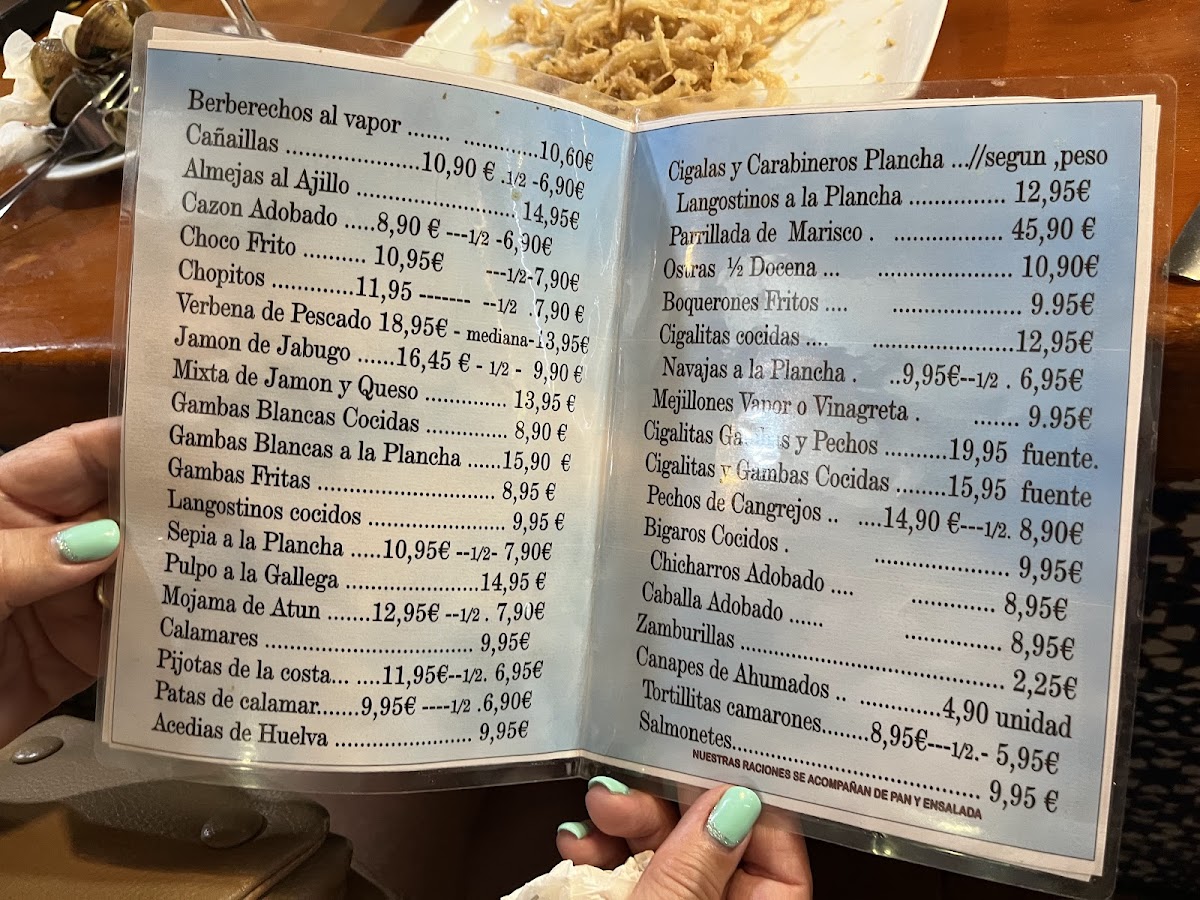 Berberechos al vapor ....... ............10,60€
Cañaillas ....................10,90 € .1/2 -6,90€
Almejas al Ajillo ........................ 14,95€
Cazon Adobado .....8,90 € ---1/2 -6,90€
Choco Frito .......... 10,95€ ---1/2-7,90€
Chopitos ............11,95 ------- --1/2 .7,90 €
Verbena de Pescado 18,95€ - mediana-13,95€
Jamon de Jabugo ......16,45 € - 1/2 - 9,90 €
Mixta de Jamon y Queso ............. 13,95 €
Gambas Blancas Cocidas ............. 8,90 €
Gambas Blancas a la Plancha ......15,90 €
Gambas Fritas ............................ 8,95 €
Langostinos cocidos ...................... 9,95 €
Sepia a la Plancha .....10,95€ --1/2- 7,90€
Pulpo a la Gallega .....................14,95 €
Mojama de Atun .......12,95€ --1/2 . 7,90€
Calamares ................................. 9,95€
Pijotas de la costa... ....11,95€--1/2. 6,95€
Patas de calamar.......9,95€ ----1/2 .6,90€
Acedias de Huelva ...................... 9,95€
Cigalas y Carabineros Plancha ...//segun ,peso
Langostinos a la Plancha ............... 12,95€
Parrillada de Marisco . ................. 45,90 €
Ostras ½ Docena ... ..................... 10,90€
Boquerones Fritos .... .................... 9.95€
Cigalitas cocidas .... ......................12,95€
Navajas a la Plancha . ..9,95€--1/2 . 6,95€
Mejillones Vapor o Vinagreta . ....... 9.95€
Cigalitas y Pechos ..........19,95 fuente.
Cigalitas y Gambas Cocidas ........15,95 fuente
Pechos de Cangrejos .. ....14,90 €---1/2. 8,90€
Bigaros Cocidos . ..................... 9,95€
Chicharros Adobado .... ............. 8,95€
Caballa Adobado ...... ............... 8,95€
Zamburillas ......................................... 2,25€
Canapes de Ahumados .. .............4,90 unidad
Tortillitas camarones........8,95€---1/2.- 5,95€
Salmonetes....................................... 9,95 €
NUESTRAS RACIONES SE ACOMPAÑAN DE PAN Y ENSALADA